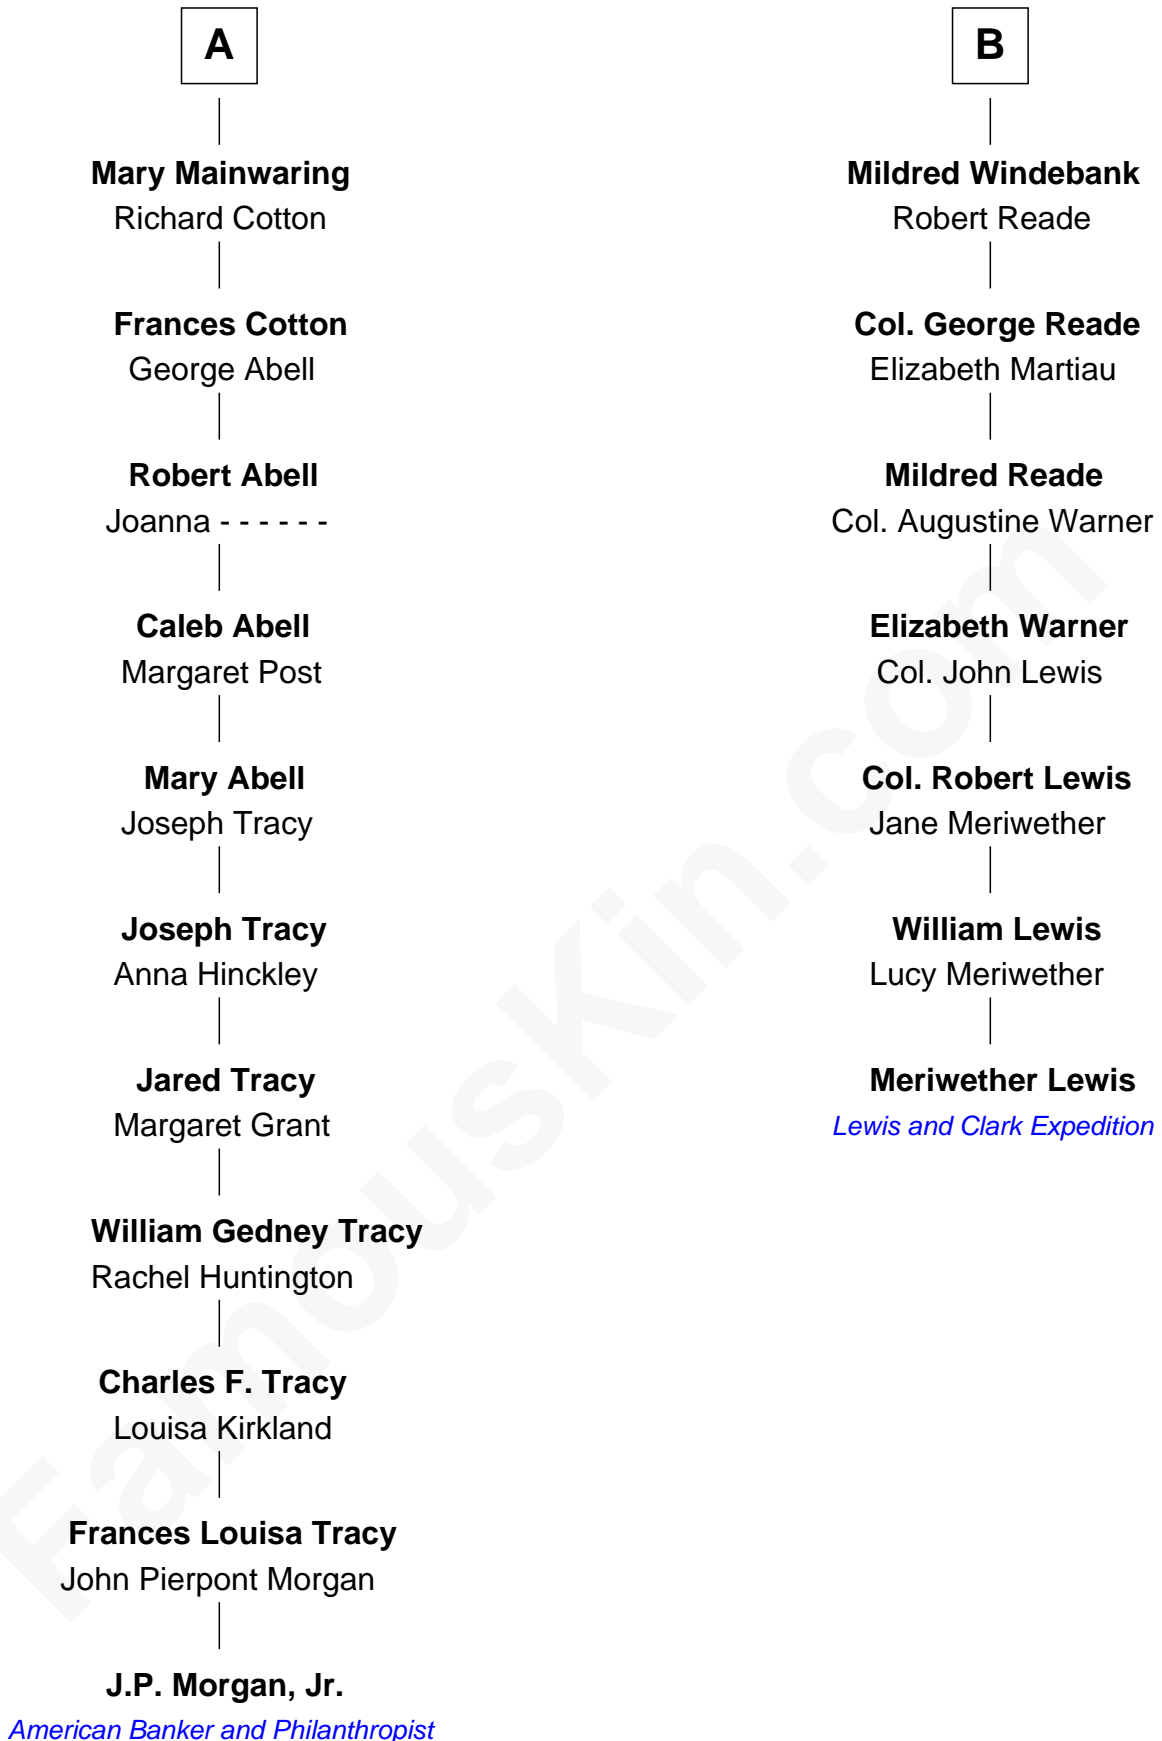 A
Mary Mainwaring
Richard Cotton
Frances Cotton
George Abell
Robert Abell
Joanna - - - - - -
Caleb Abell
Margaret Post
Mary Abell
Joseph Tracy
Joseph Tracy
Anna Hinckley
Jared Tracy
Margaret Grant
William Gedney Tracy
Rachel Huntington
Charles F. Tracy
Louisa Kirkland
Frances Louisa Tracy
John Pierpont Morgan
J.P. Morgan, Jr.
American Banker and Philanthropist
B
Mildred Windebank
Robert Reade
Col. George Reade
Elizabeth Martiau
Mildred Reade
Col. Augustine Warner
Elizabeth Warner
Col. John Lewis
Col. Robert Lewis
Jane Meriwether
William Lewis
Lucy Meriwether
Meriwether Lewis
Lewis and Clark Expedition
FamousKin.com